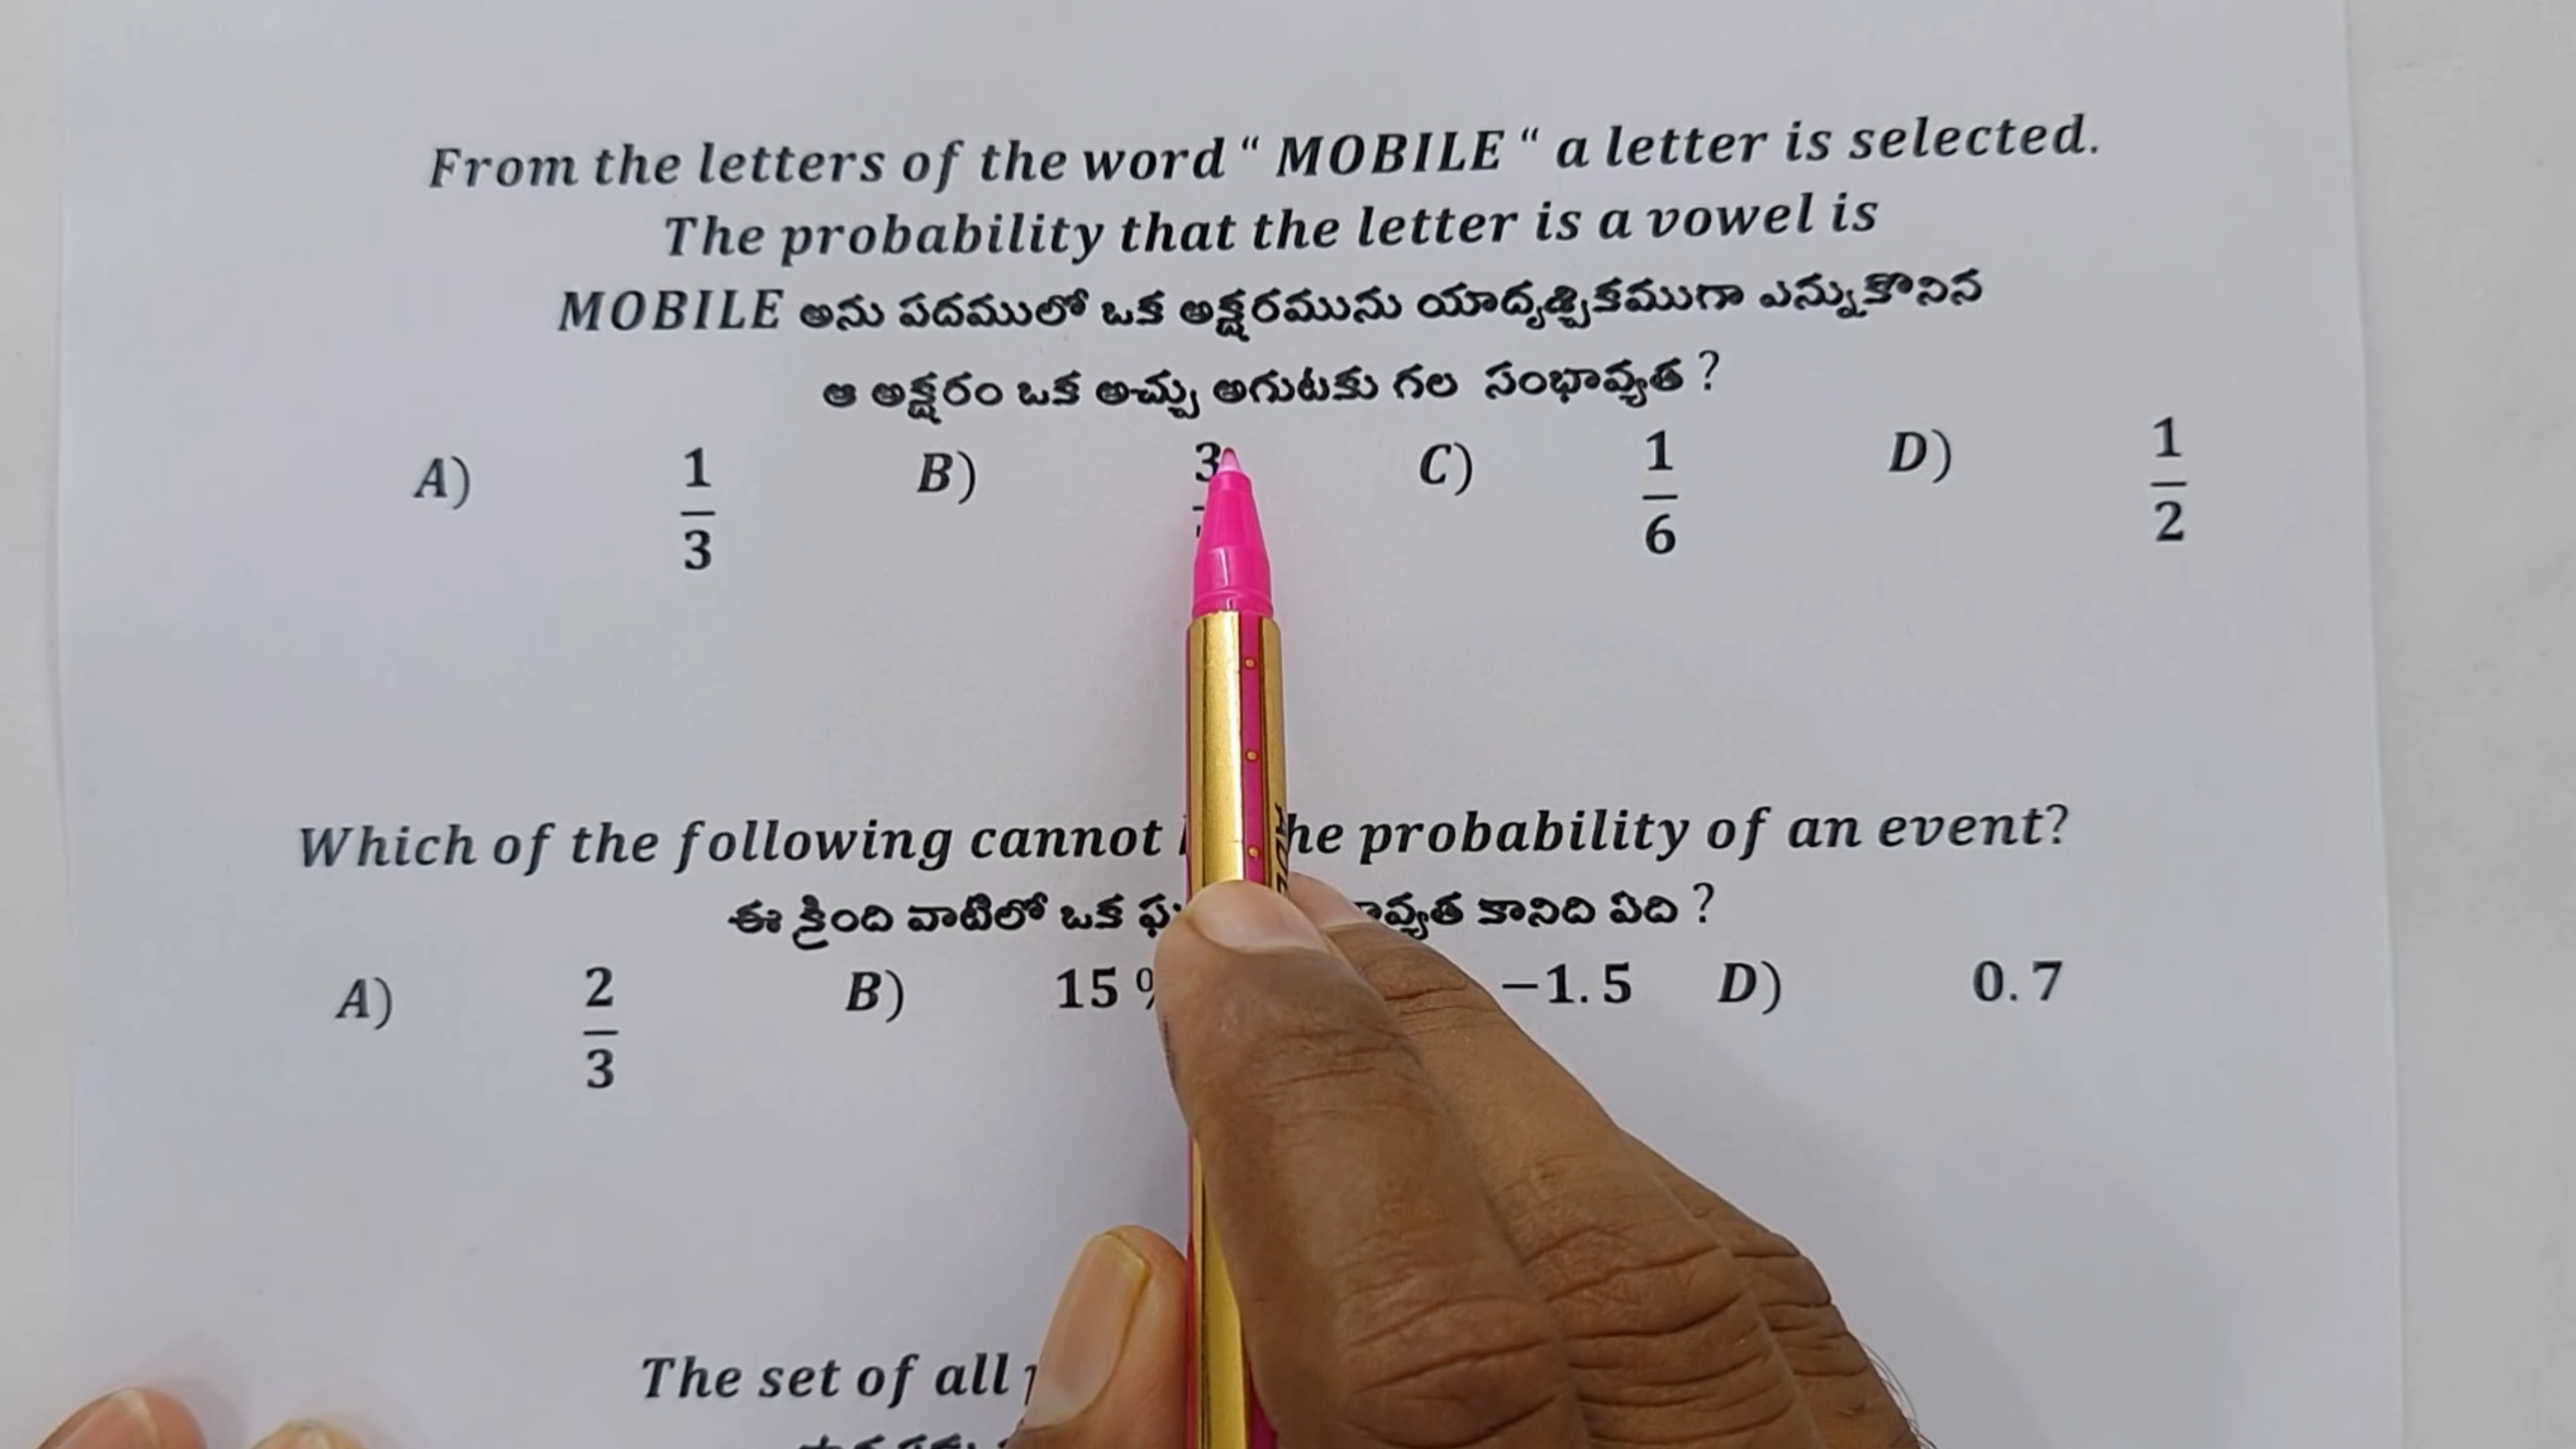 From the letters of the word “ MOBILE “ a letter is selected.
The probability that the letter is a vowel is
MOBILE అను పదములో ఒక అక్షరమును యాదృశ్చికముగా ఎన్నుకొనిన
ఆ అక్షరం ఒక అచ్చు అగుటకు గల సంభావ్యత ?
A) 1/3 B) 3 C) 1/6 D) 1/2
Which of the following cannot he probability of an event?
ఈ క్రింది వాటిలో ఒక కానిది ఏది ?
A) 2/3 B) 15 % −1.5 D) 0.7
The set of all